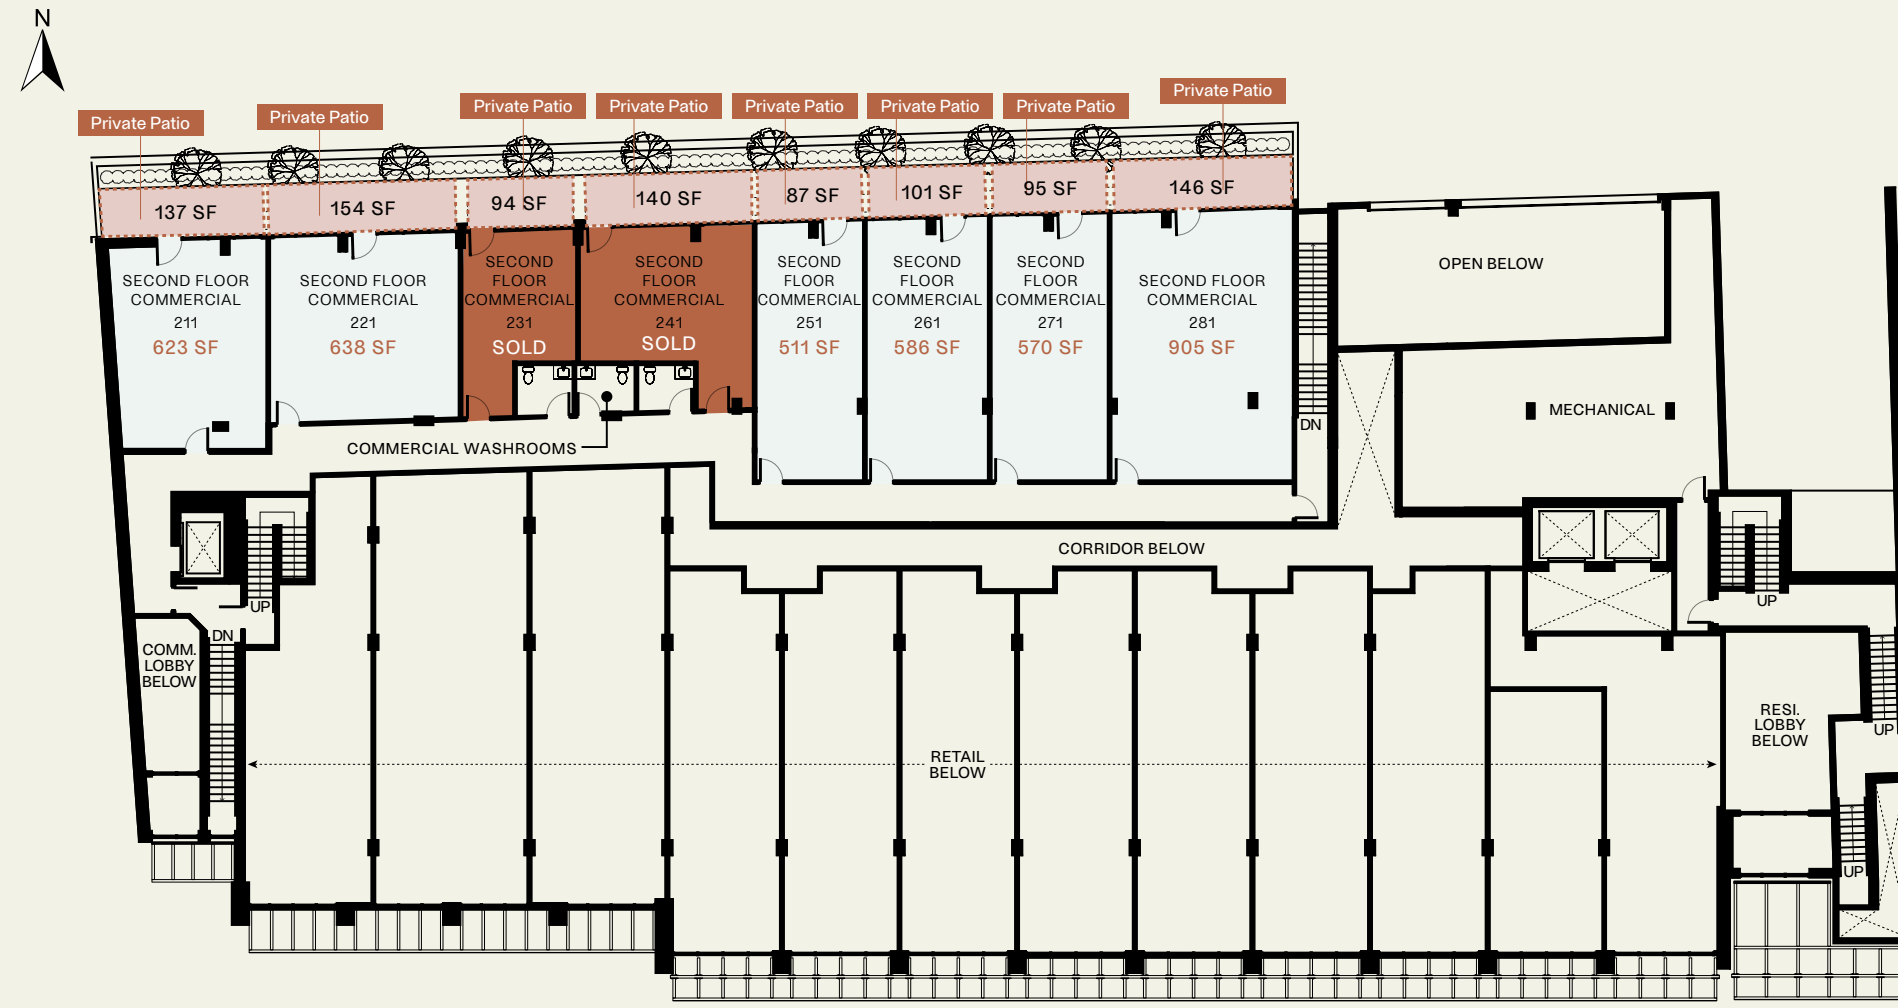 N
Private Patio
Private Patio
Private Patio
Private Patio
Private Patio
Private Patio
Private Patio
Private Patio
137 SF
154 SF
94 SF
140 SF
87 SF
101 SF
95 SF
146 SF
SECOND FLOOR
COMMERCIAL
211
623 SF
SECOND FLOOR
COMMERCIAL
221
638 SF
SECOND
FLOOR
COMMERCIAL
231
SOLD
SECOND
FLOOR
COMMERCIAL
241
SOLD
SECOND
FLOOR
COMMERCIAL
251
511 SF
SECOND
FLOOR
COMMERCIAL
261
586 SF
SECOND
FLOOR
COMMERCIAL
271
570 SF
SECOND FLOOR
COMMERCIAL
281
905 SF
OPEN BELOW
DN
MECHANICAL
COMMERCIAL WASHROOMS
CORRIDOR BELOW
UP
DN
UP
COMM.
LOBBY
BELOW
RESI.
LOBBY
BELOW
UP
RETAIL
BELOW
UP